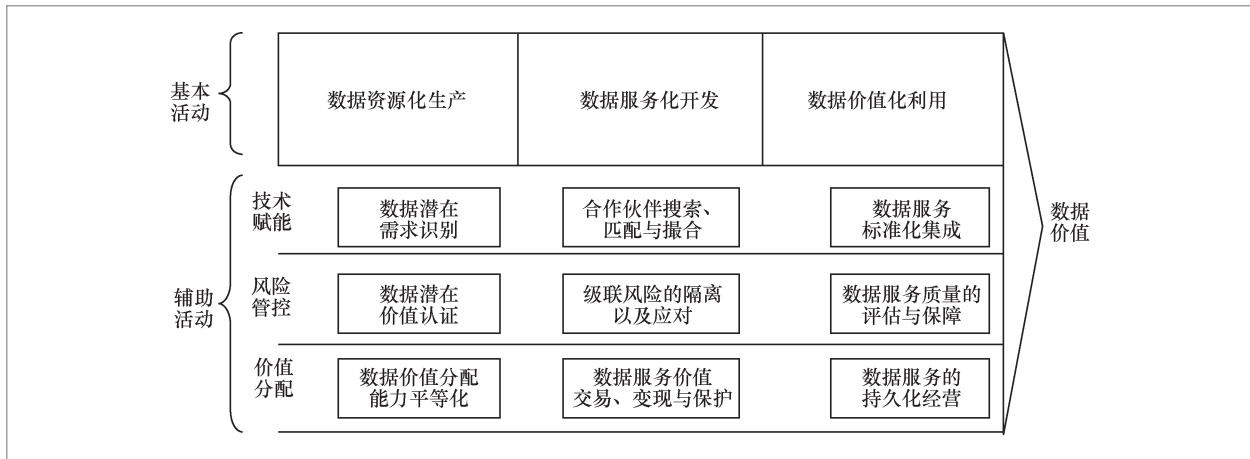 基本
活动
数据资源化生产
数据服务化开发
数据价值化利用
技术
赋能
数据潜在
需求识别
合作伙伴搜索、
匹配与撮合
数据服务
标准化集成
数据
价值
辅助
活动
风险
管控
数据潜在
价值认证
级联风险的隔离
以及应对
数据服务质量的
评估与保障
价值
分配
数据价值分配
能力平等化
数据服务价值
交易、变现与保护
数据服务的
持久化经营